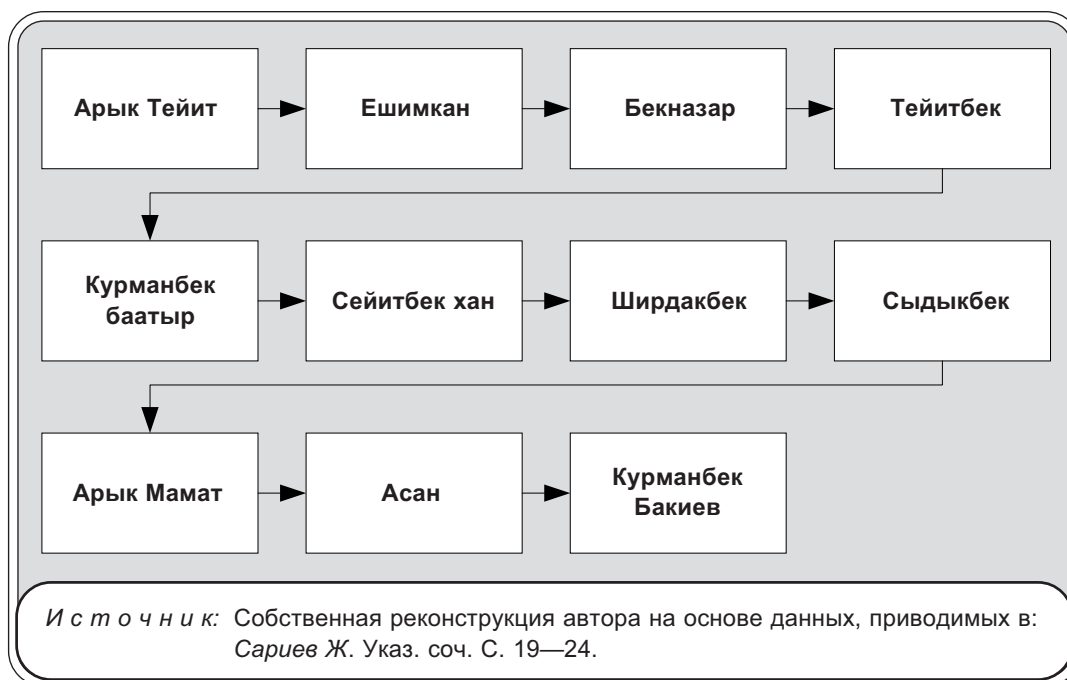 Арык Тейит
Ешимкан
Бекназар
Тейитбек
Курманбек
баатыр
Сейитбек хан
Ширдакбек
Сыдыкбек
Арык Мамат
Асан
Курманбек
Бакиев
И с т о ч н и к: Собственная реконструкция автора на основе данных, приводимых в:
Сариев Ж. Указ. соч. С. 19—24.